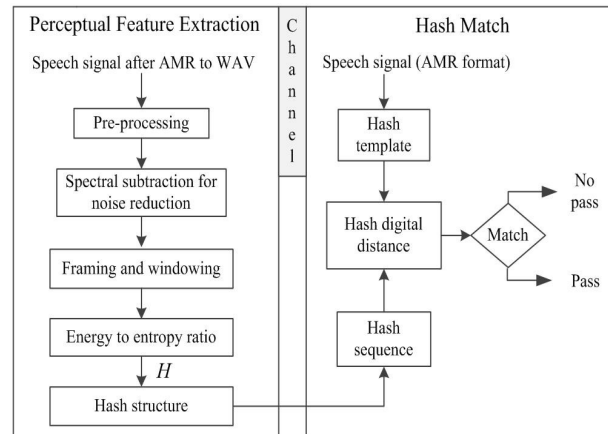 Perceptual Feature Extraction
Speech signal after AMR to WAV
Pre-processing
Spectral subtraction for
noise reduction
Framing and windowing
Energy to entropy ratio
H
Hash structure
Channel
Hash Match
Speech signal (AMR format)
Hash
template
Hash digital
distance
Match
No
pass
Pass
Hash
sequence